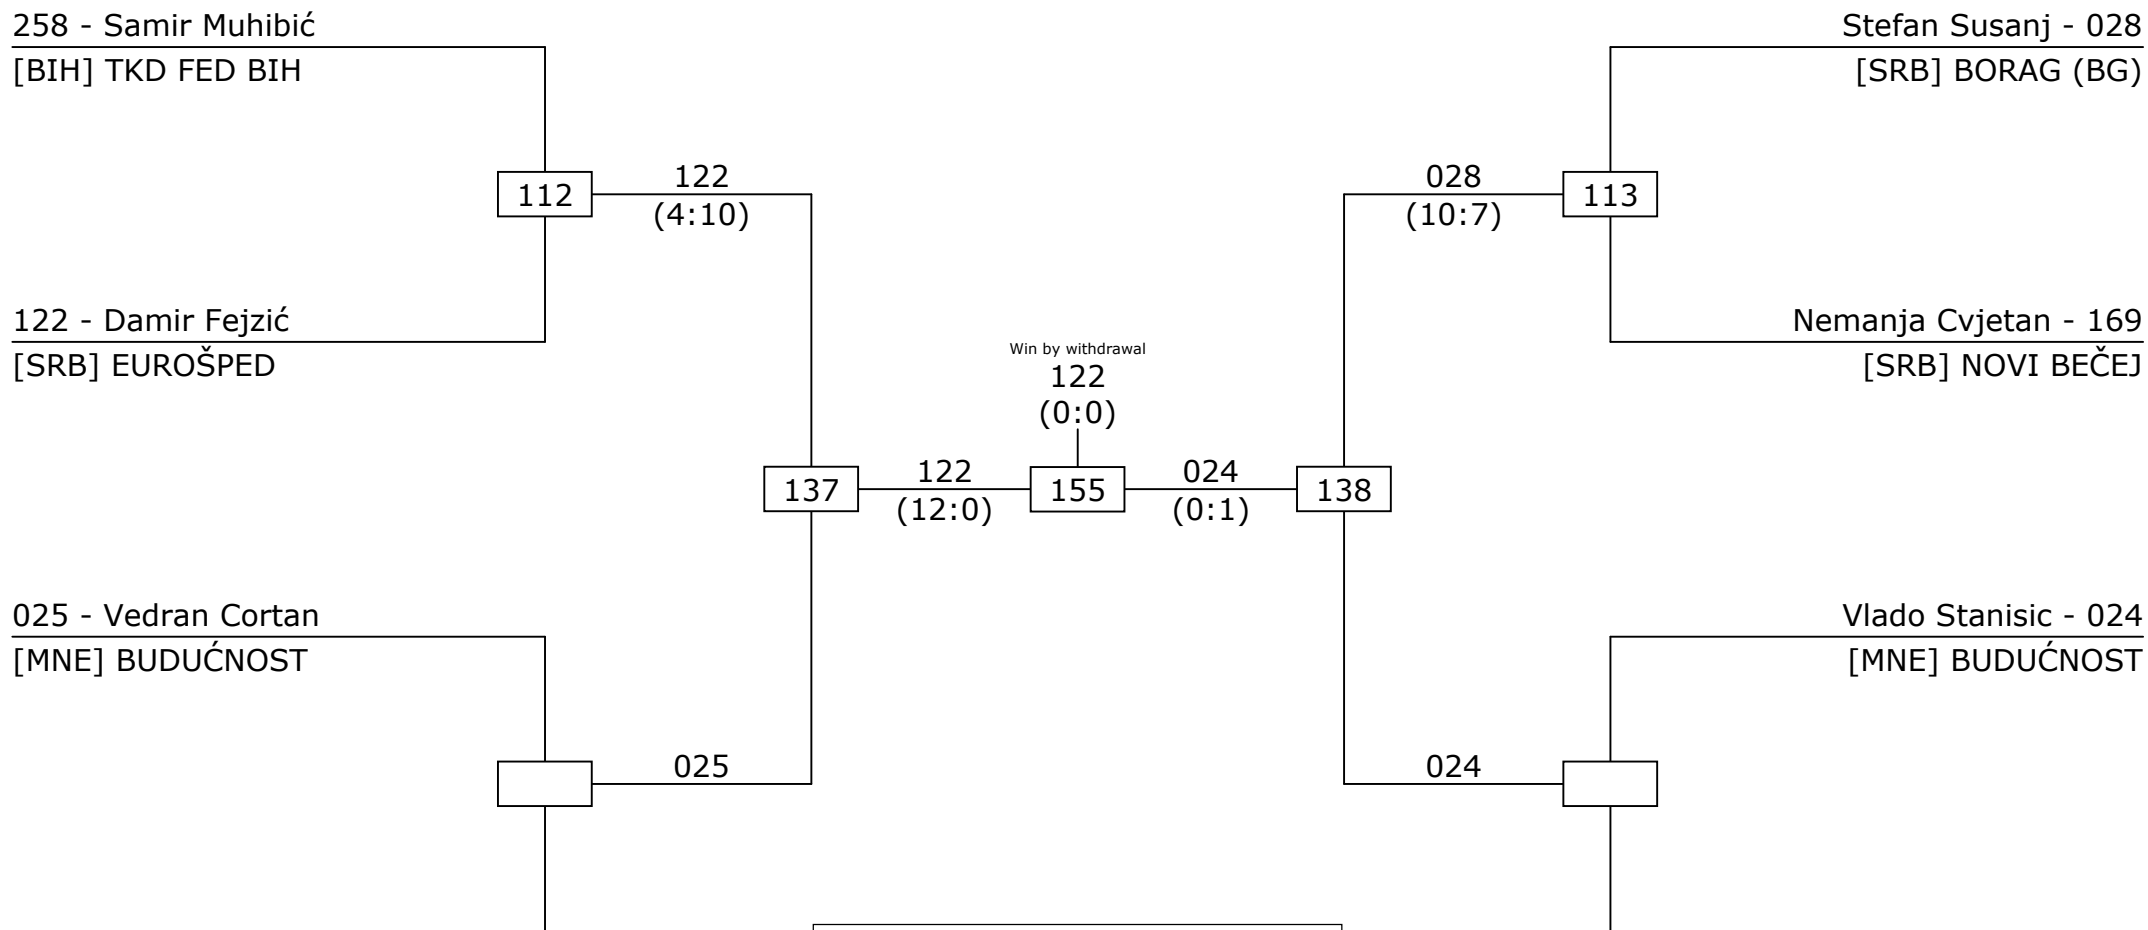 258 - Samir Muhibić
[BIH] TKD FED BIH
Stefan Susanj - 028
[SRB] BORAG (BG)
112
122
(4:10)
028
(10:7)
113
122 - Damir Fejzić
[SRB] EUROŠPED
Nemanja Cvjetan - 169
[SRB] NOVI BEČEJ
Win by withdrawal
122
(0:0)
137
122
(12:0)
155
024
(0:1)
138
025 - Vedran Cortan
[MNE] BUDUĆNOST
Vlado Stanisic - 024
[MNE] BUDUĆNOST
025
024